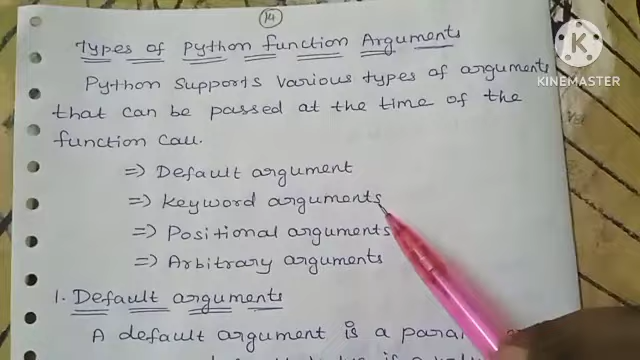 14
Types of Python function Arguments
Python supports various types of arguments
that can be passed at the time of the
function call.
=> Default argument
=> Keyword arguments
=> Positional arguments
=> Arbitrary arguments
1. Default arguments
A default argument is a
K
KINEMASTER